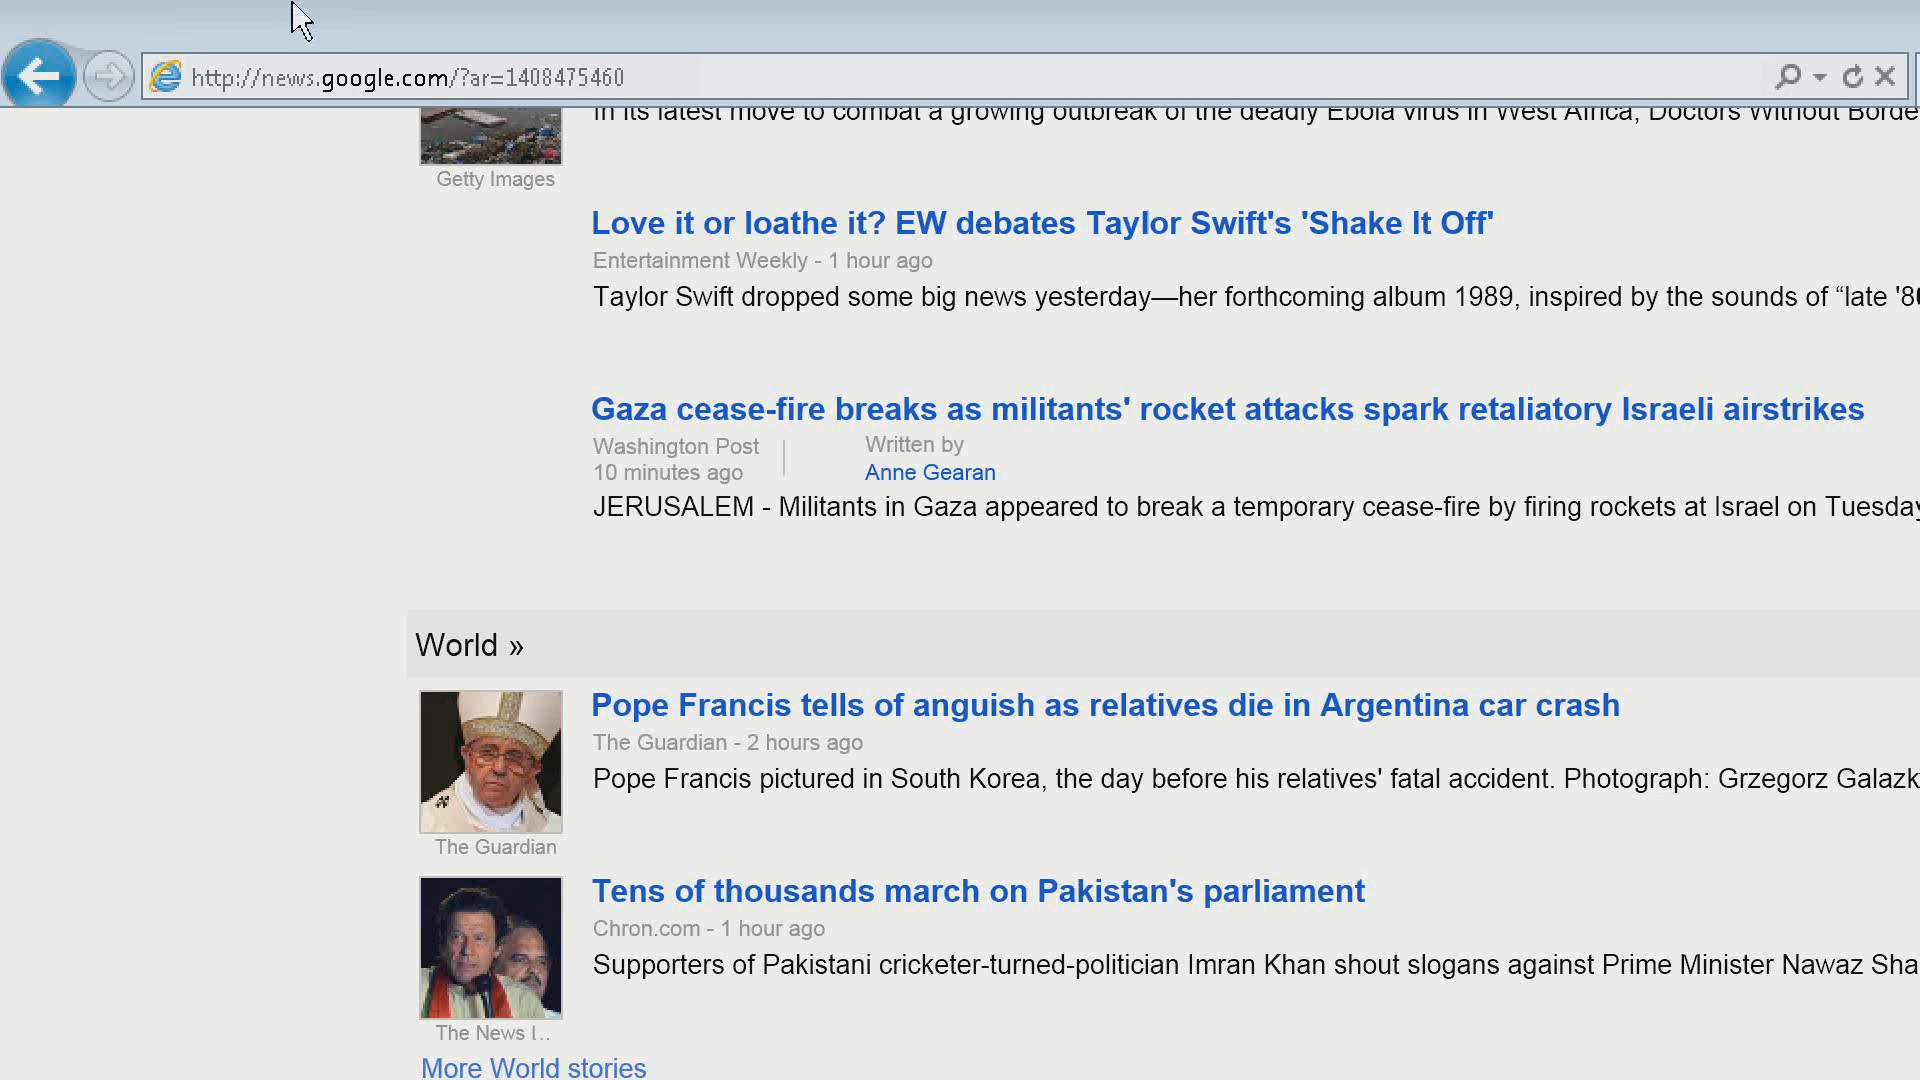 http://news.google.com/?ar=1408475460
In its latest move to combat a growing outbreak of the deadly Ebola virus in West Africa, Doctors Without Borde
Getty Images
Love it or loathe it? EW debates Taylor Swift's 'Shake It Off'
Entertainment Weekly - 1 hour ago
Taylor Swift dropped some big news yesterday—her forthcoming album 1989, inspired by the sounds of “late '80
Gaza cease-fire breaks as militants' rocket attacks spark retaliatory Israeli airstrikes
Washington Post
10 minutes ago
Written by
Anne Gearan
JERUSALEM - Militants in Gaza appeared to break a temporary cease-fire by firing rockets at Israel on Tuesday
World »
Pope Francis tells of anguish as relatives die in Argentina car crash
The Guardian - 2 hours ago
Pope Francis pictured in South Korea, the day before his relatives' fatal accident. Photograph: Grzegorz Galazk
The Guardian
Tens of thousands march on Pakistan's parliament
Chron.com - 1 hour ago
Supporters of Pakistani cricketer-turned-politician Imran Khan shout slogans against Prime Minister Nawaz Sha
The News I...
More World stories